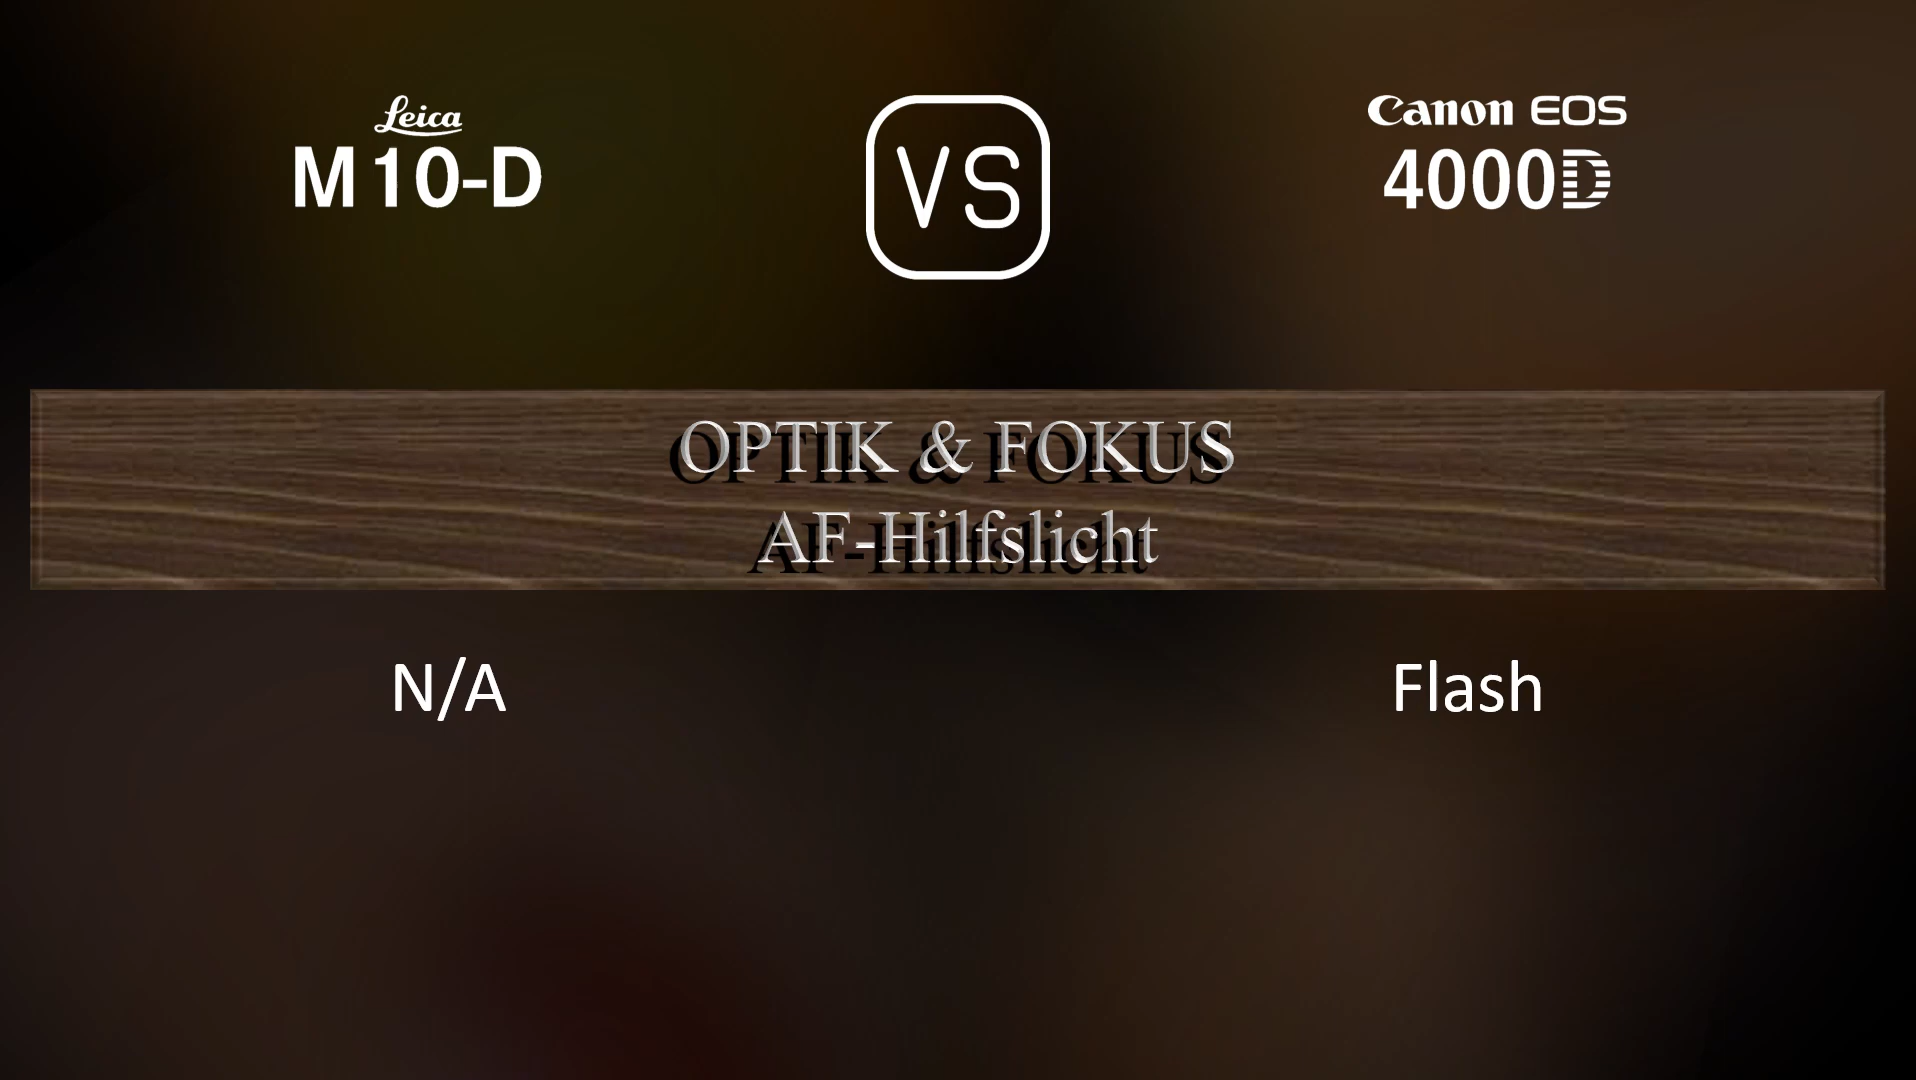 Leica
M10-D
VS
Canon EOS
4000D
OPTIK & FOKUS
AF-Hilfslicht
N/A
Flash